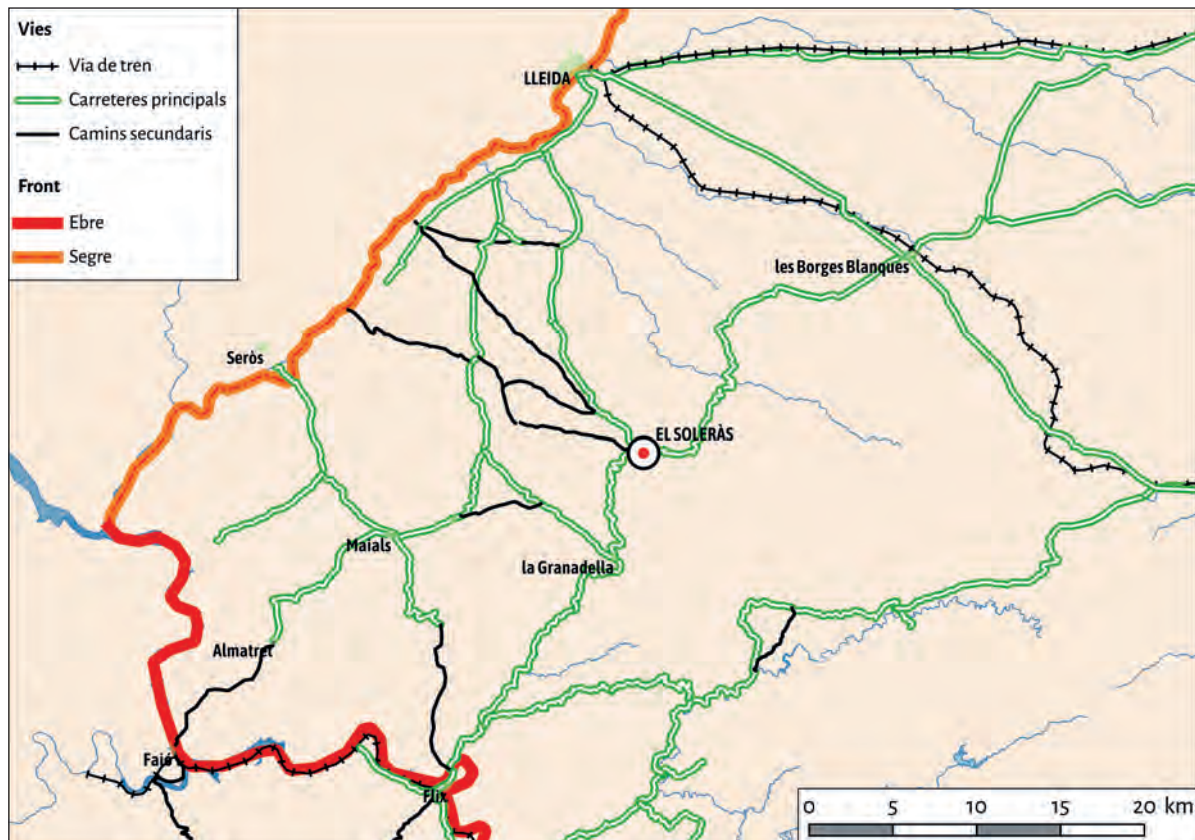 Vies
Via de tren
Carreteres principals
Camins secundaris
Front
Ebre
Segre
LLEIDA
les Borges Blanques
Seròs
EL SOLERÀS
Maials
la Granadella
Almatret
Faió
Flix
0 5 10 15 20 km